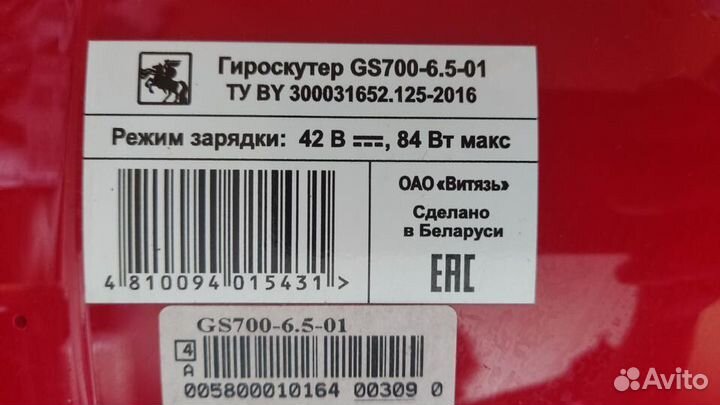 Гироскутер GS700-6.5-01
ТУ BY 300031652.125-2016
Режим зарядки: 42 В ⎓, 84 Вт макс
4 810094 015431 >
ОАО «Витязь»
Сделано
в Беларуси
EAC
GS700-6.5-01
4
A
005800010164 00309 0
Avito